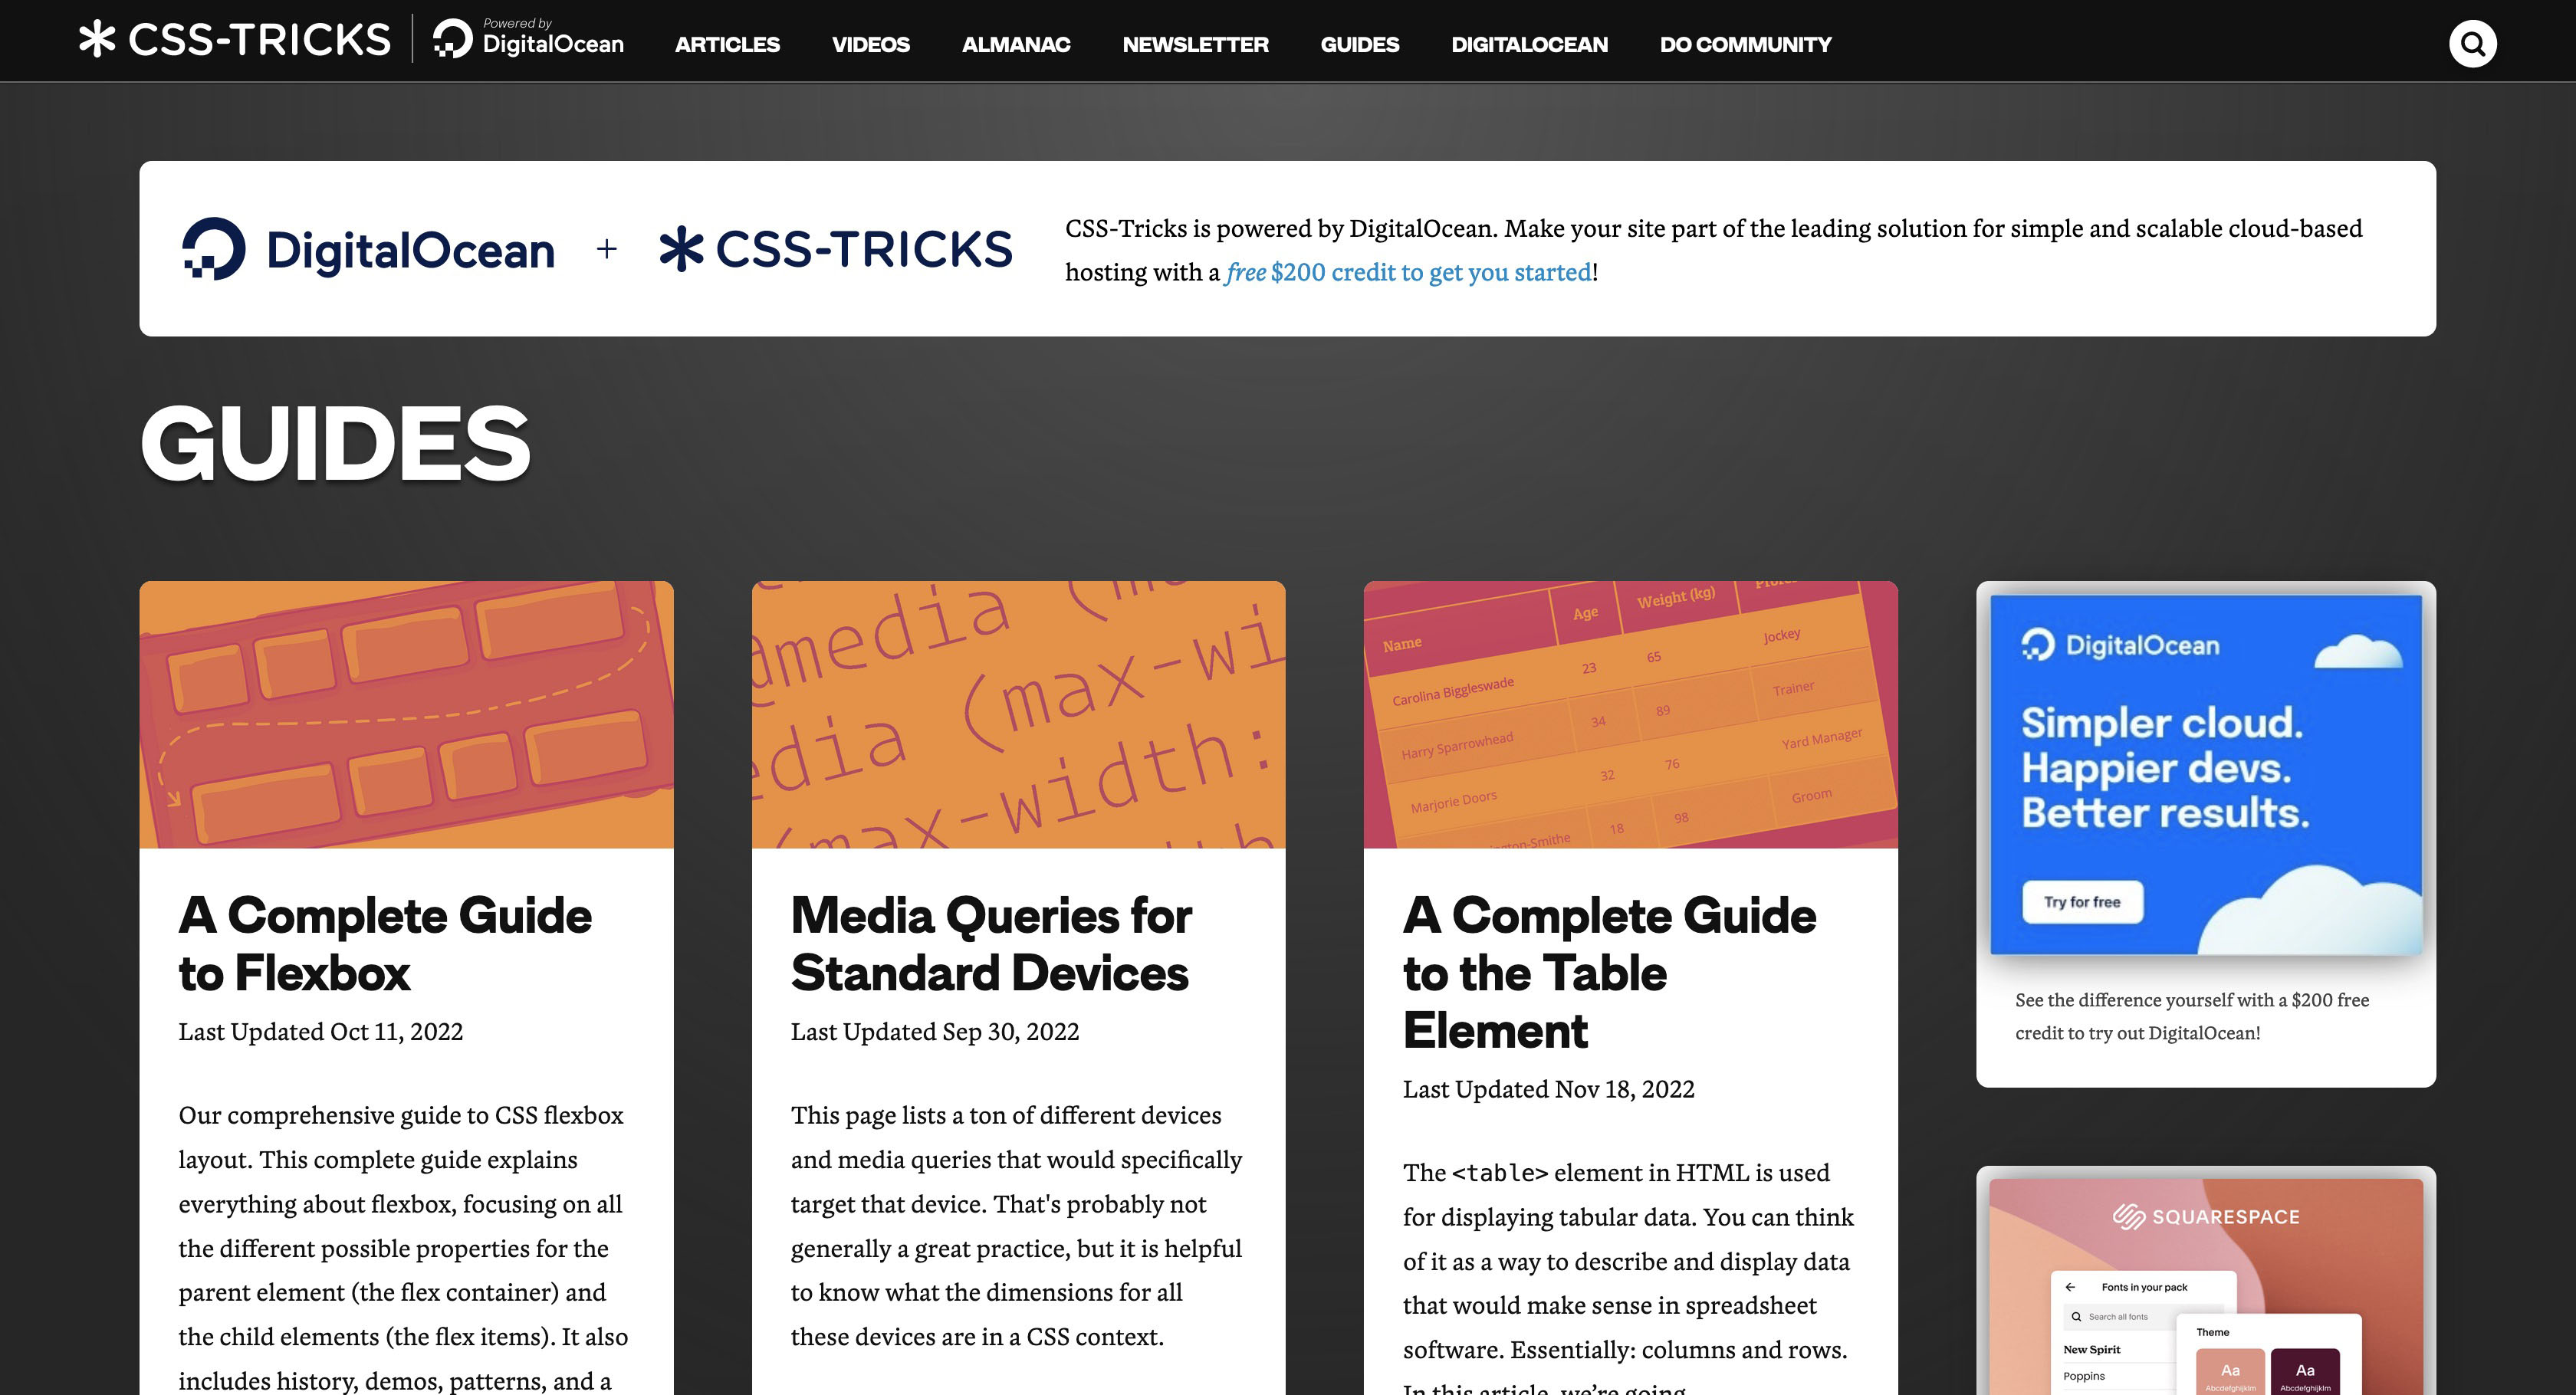 CSS-TRICKS
Powered by
DigitalOcean
ARTICLES
VIDEOS
ALMANAC
NEWSLETTER
GUIDES
DIGITALOCEAN
DO COMMUNITY
DigitalOcean + CSS-TRICKS
CSS-Tricks is powered by DigitalOcean. Make your site part of the leading solution for simple and scalable cloud-based
hosting with a free $200 credit to get you started!
GUIDES
A Complete Guide
to Flexbox
Last Updated Oct 11, 2022
Our comprehensive guide to CSS flexbox
layout. This complete guide explains
everything about flexbox, focusing on all
the different possible properties for the
parent element (the flex container) and
the child elements (the flex items). It also
includes history, demos, patterns, and a
media (
media (max-wi
(max-width:
Media Queries for
Standard Devices
Last Updated Sep 30, 2022
This page lists a ton of different devices
and media queries that would specifically
target that device. That's probably not
generally a great practice, but it is helpful
to know what the dimensions for all
these devices are in a CSS context.
Name Age Weight (kg)
Carolina Biggleswade 23 65 Jockey
Harry Sparrowhead 34 89 Trainer
Marjorie Doors 32 76 Yard Manager
ngton-Smithe 18 98 Groom
A Complete Guide
to the Table
Element
Last Updated Nov 18, 2022
The <table> element in HTML is used
for displaying tabular data. You can think
of it as a way to describe and display data
that would make sense in spreadsheet
software. Essentially: columns and rows.
In this article, we're going
DigitalOcean
Simpler cloud.
Happier devs.
Better results.
Try for free
See the difference yourself with a $200 free
credit to try out DigitalOcean!
SQUARESPACE
Fonts in your pack
Search all fonts
New Spirit
Poppins
Theme
Aa
Abcdefghijklm
Aa
Abcdefghijklm